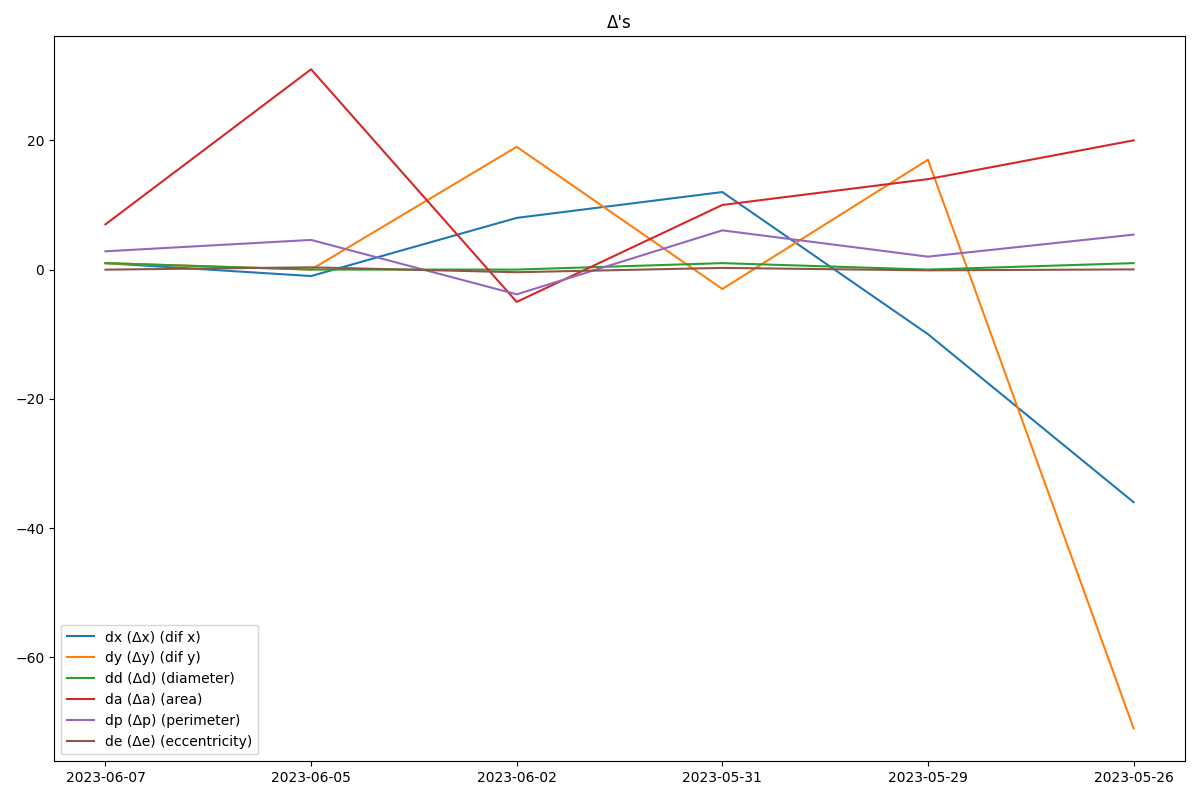 Δ's
20
0
−20
−40
−60
dx (Δx) (dif x)
dy (Δy) (dif y)
dd (Δd) (diameter)
da (Δa) (area)
dp (Δp) (perimeter)
de (Δe) (eccentricity)
2023-06-07 2023-06-05 2023-06-02 2023-05-31 2023-05-29 2023-05-26